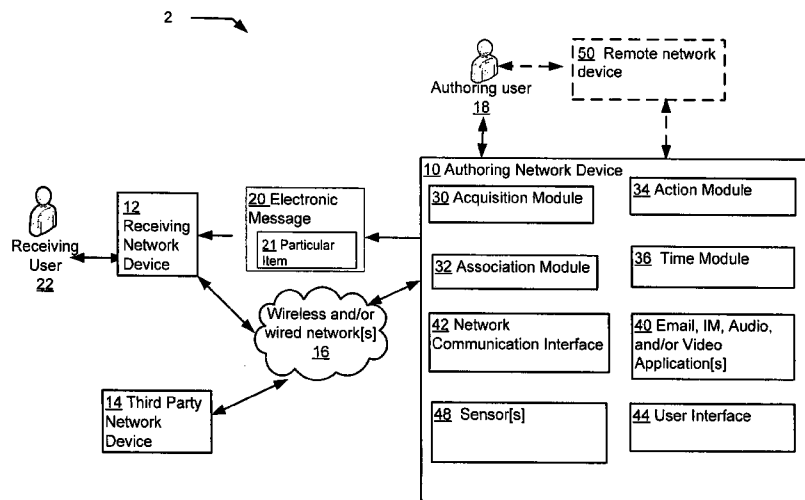 2
50 Remote network
device
Authoring user
18
10 Authoring Network Device
30 Acquisition Module
34 Action Module
20 Electronic
Message
21 Particular
Item
12
Receiving
Network
Device
Receiving
User
22
32 Association Module
36 Time Module
Wireless and/or
wired network[s]
16
42 Network
Communication Interface
40 Email, IM, Audio,
and/or Video
Application[s]
14 Third Party
Network
Device
48 Sensor[s]
44 User Interface